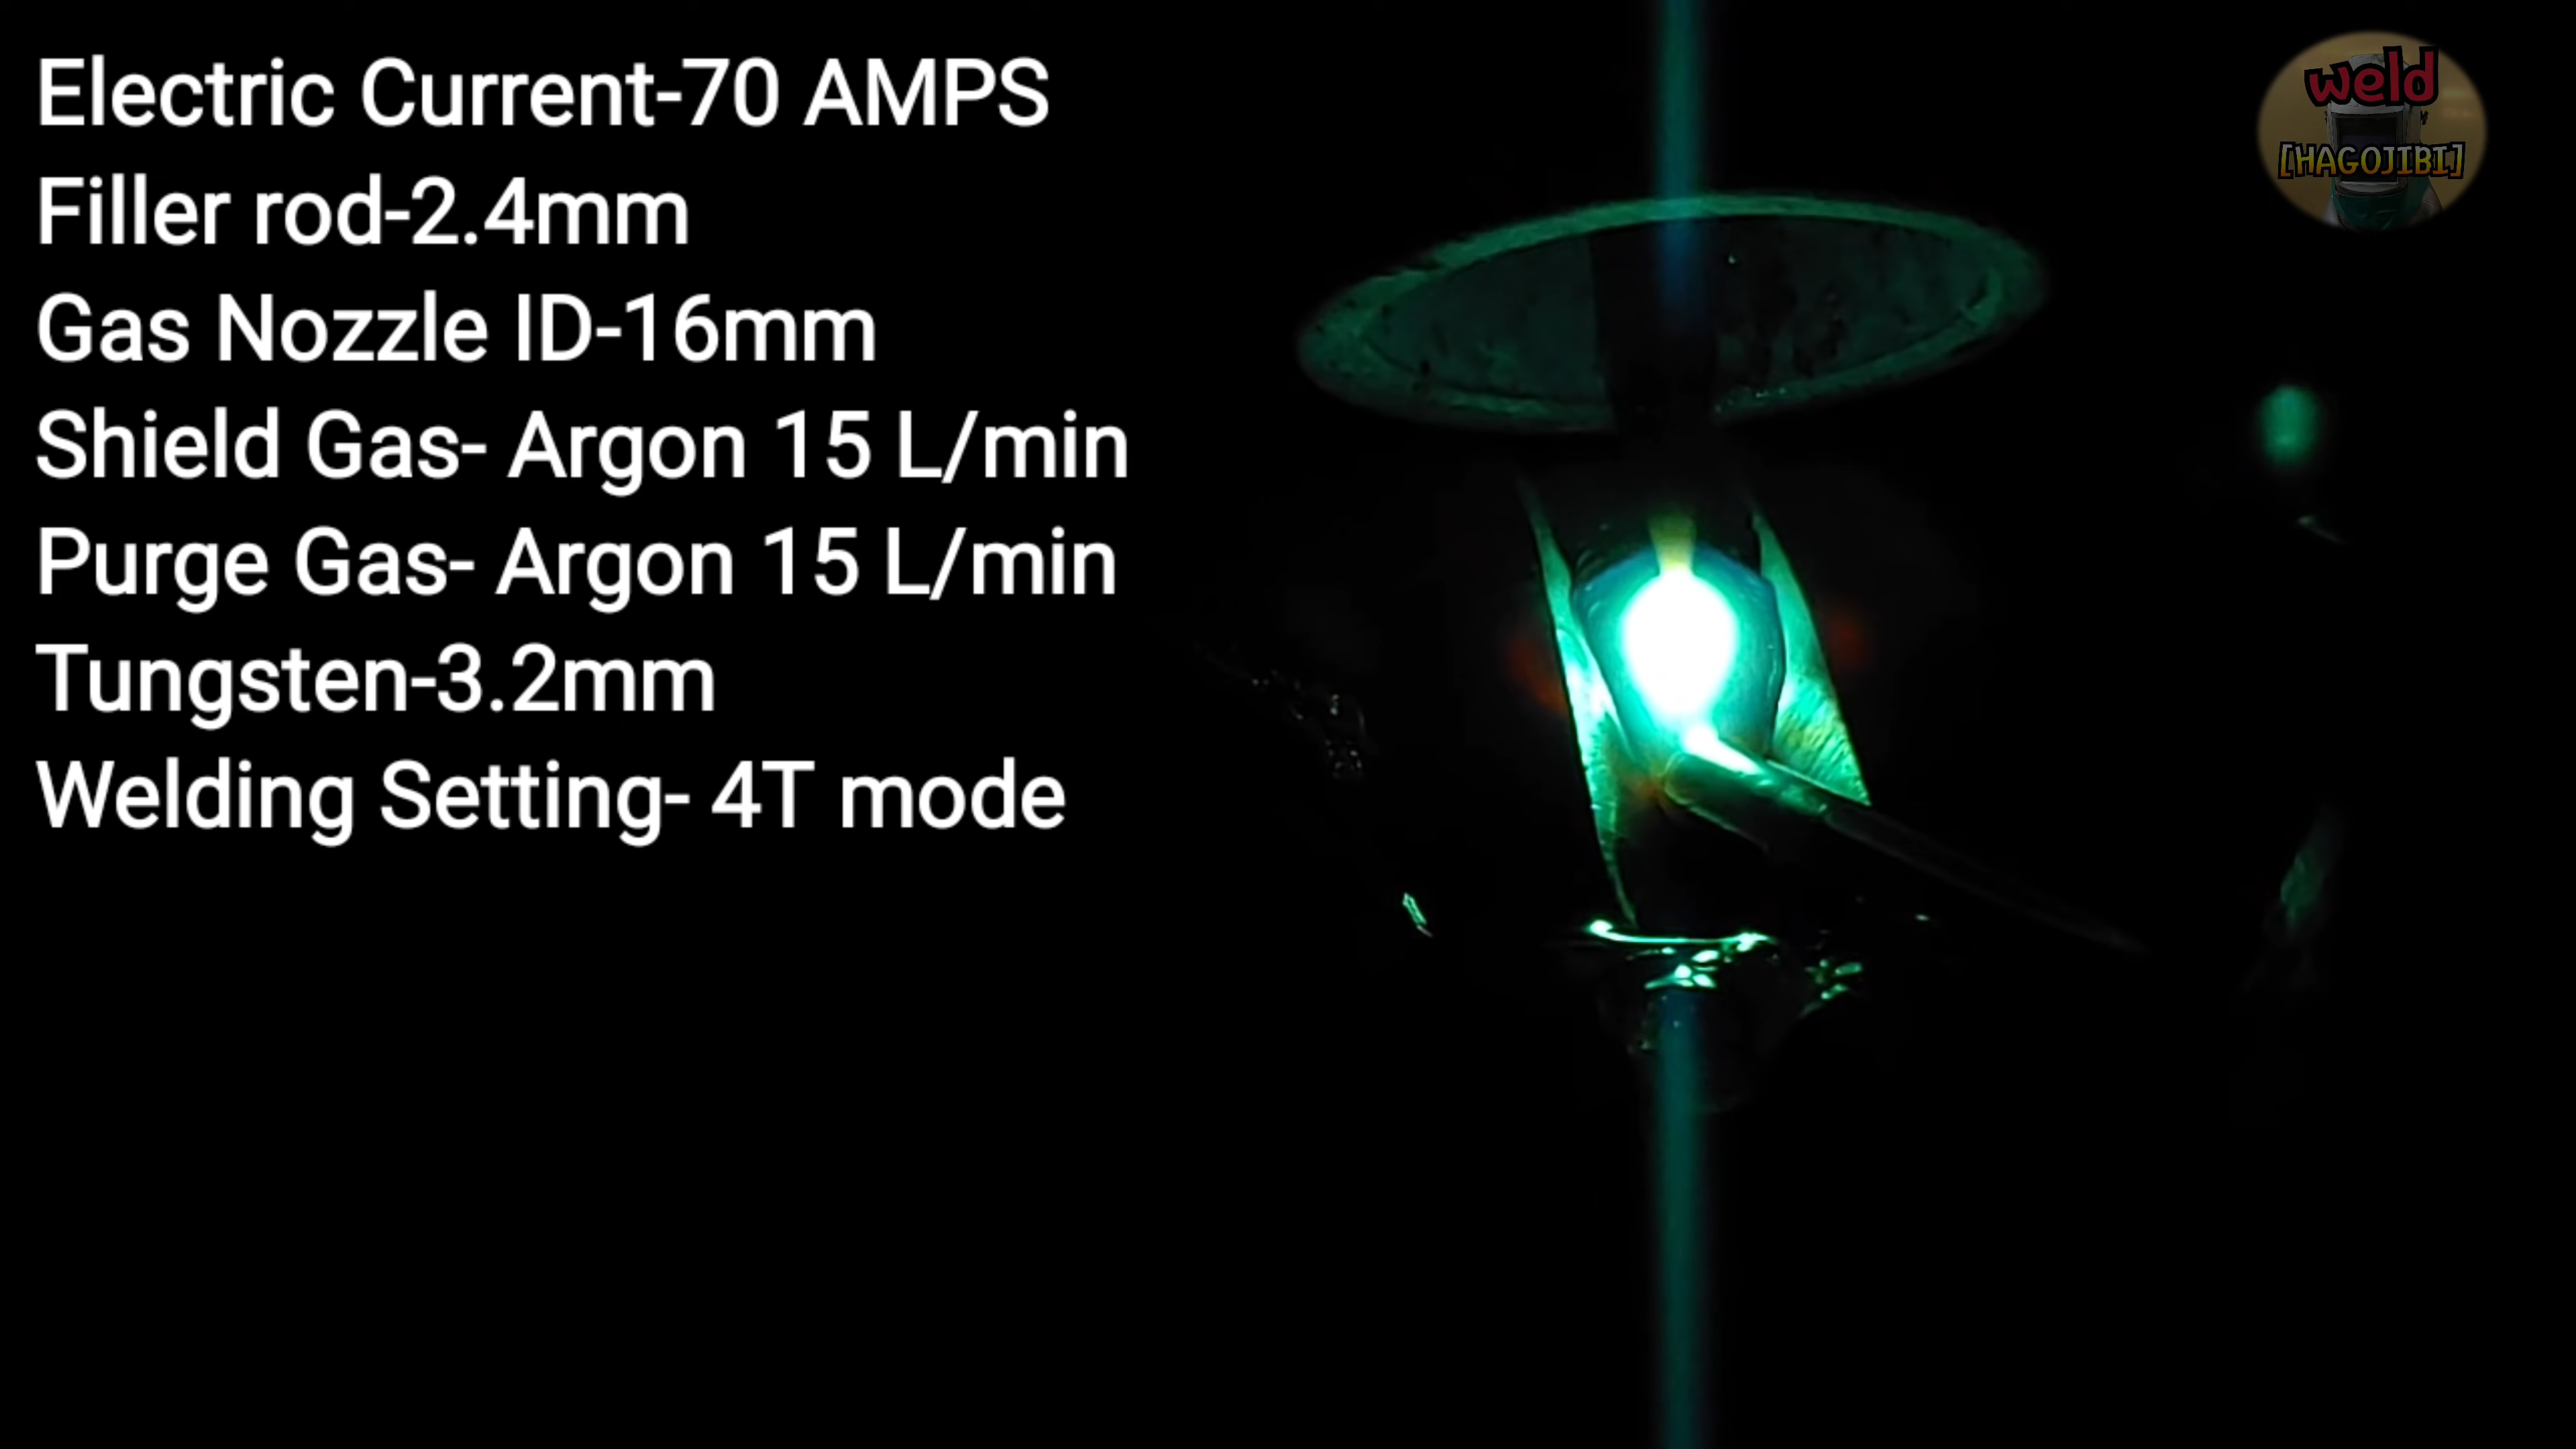 Electric Current-70 AMPS
Filler rod-2.4mm
Gas Nozzle ID-16mm
Shield Gas- Argon 15 L/min
Purge Gas- Argon 15 L/min
Tungsten-3.2mm
Welding Setting- 4T mode
weld
[HAGOJIBI]